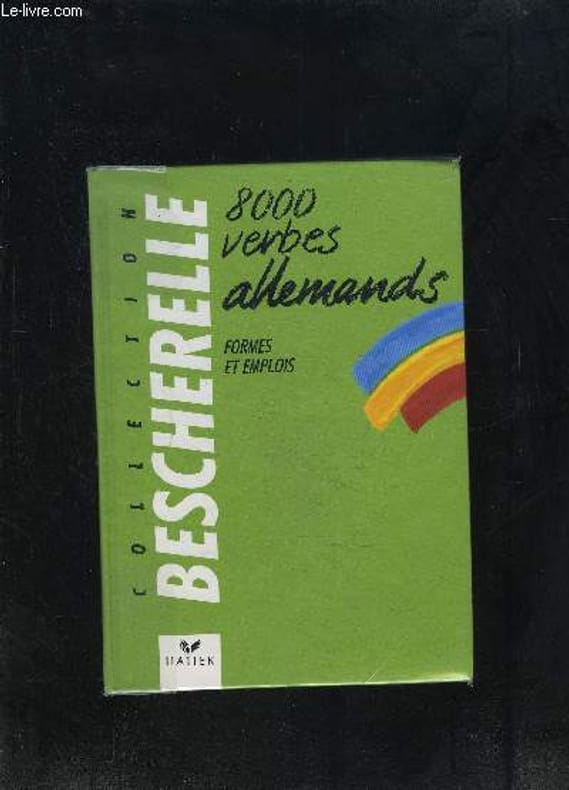 Le-livre.com
COLLECTION
BESCHERELLE
8000
verbes
allemands
FORMES
ET EMPLOIS
HATIER